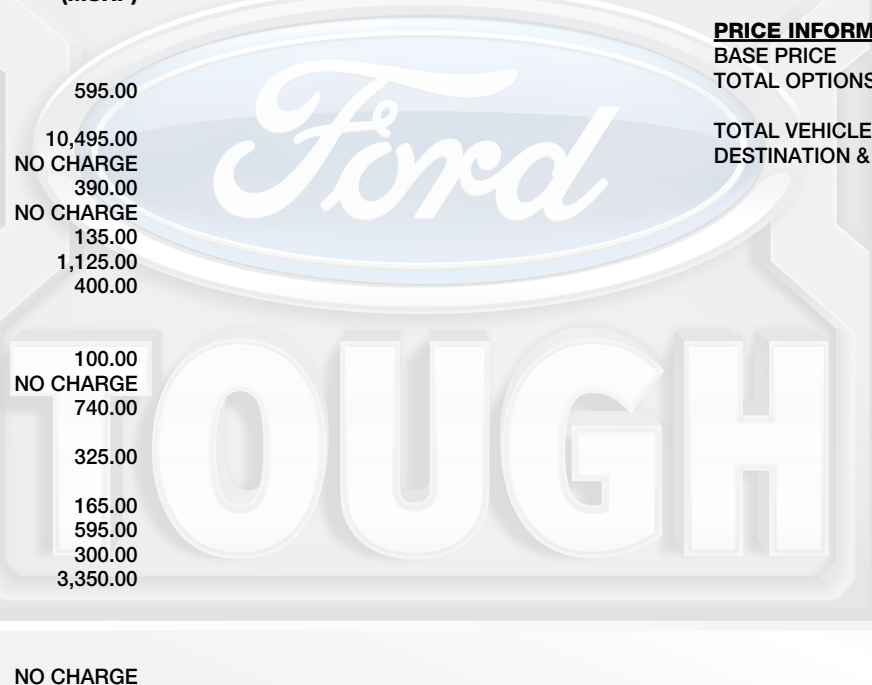 PRICE INFORM
BASE PRICE
TOTAL OPTIONS
TOTAL VEHICLE
DESTINATION &
595.00
10,495.00
NO CHARGE
390.00
NO CHARGE
135.00
1,125.00
400.00
100.00
NO CHARGE
740.00
325.00
165.00
595.00
300.00
3,350.00
NO CHARGE
Ford
TOUGH